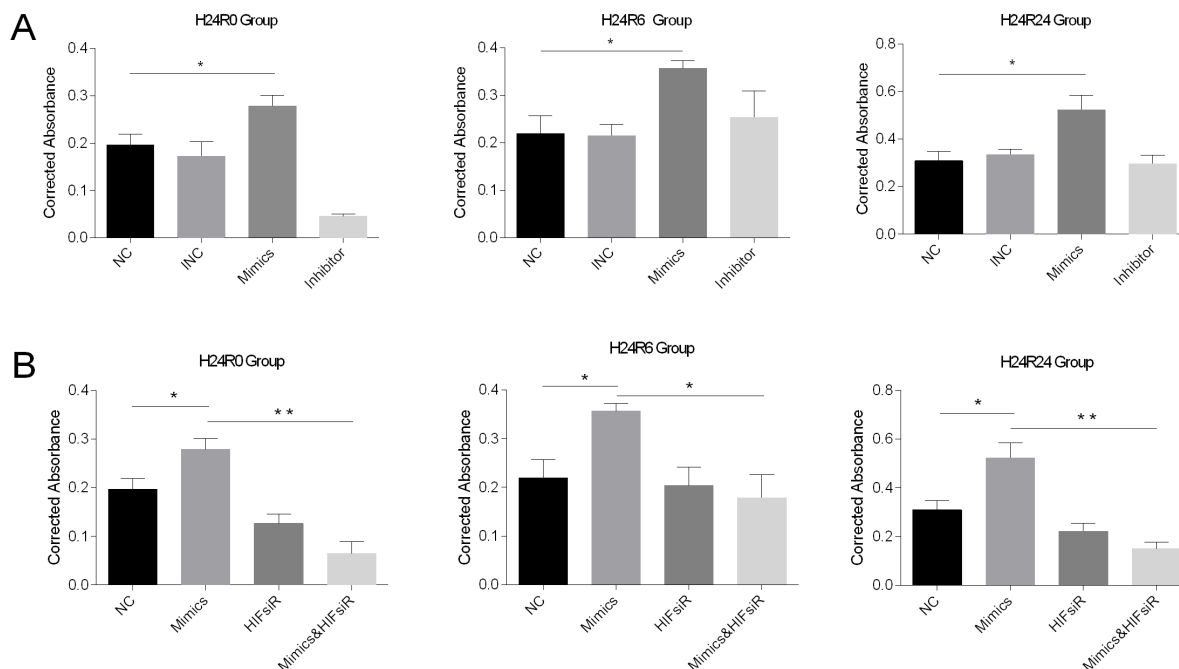 A
H24R0 Group
Corrected Absorbance
0.4
0.3
0.2
0.1
0.0
*
NC
INC
Mimics
Inhibitor
H24R6 Group
Corrected Absorbance
0.4
0.3
0.2
0.1
0.0
*
NC
INC
Mimics
Inhibitor
H24R24 Group
Corrected Absorbance
0.8
0.6
0.4
0.2
0.0
*
NC
INC
Mimics
Inhibitor
B
H24R0 Group
Corrected Absorbance
0.4
0.3
0.2
0.1
0.0
*
* *
NC
Mimics
HIFsiR
Mimics&HIFsiR
H24R6 Group
Corrected Absorbance
0.4
0.3
0.2
0.1
0.0
*
*
NC
Mimics
HIFsiR
Mimics&HIFsiR
H24R24 Group
Corrected Absorbance
0.8
0.6
0.4
0.2
0.0
*
* *
NC
Mimics
HIFsiR
Mimics&HIFsiR